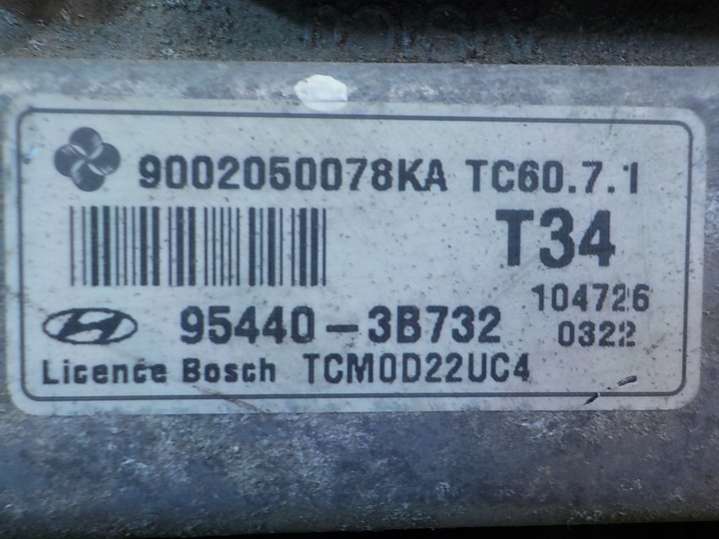 9002050078KA TC60.7.1
T34
104726
95440-3B732
0322
Licence Bosch TCM0D22UC4